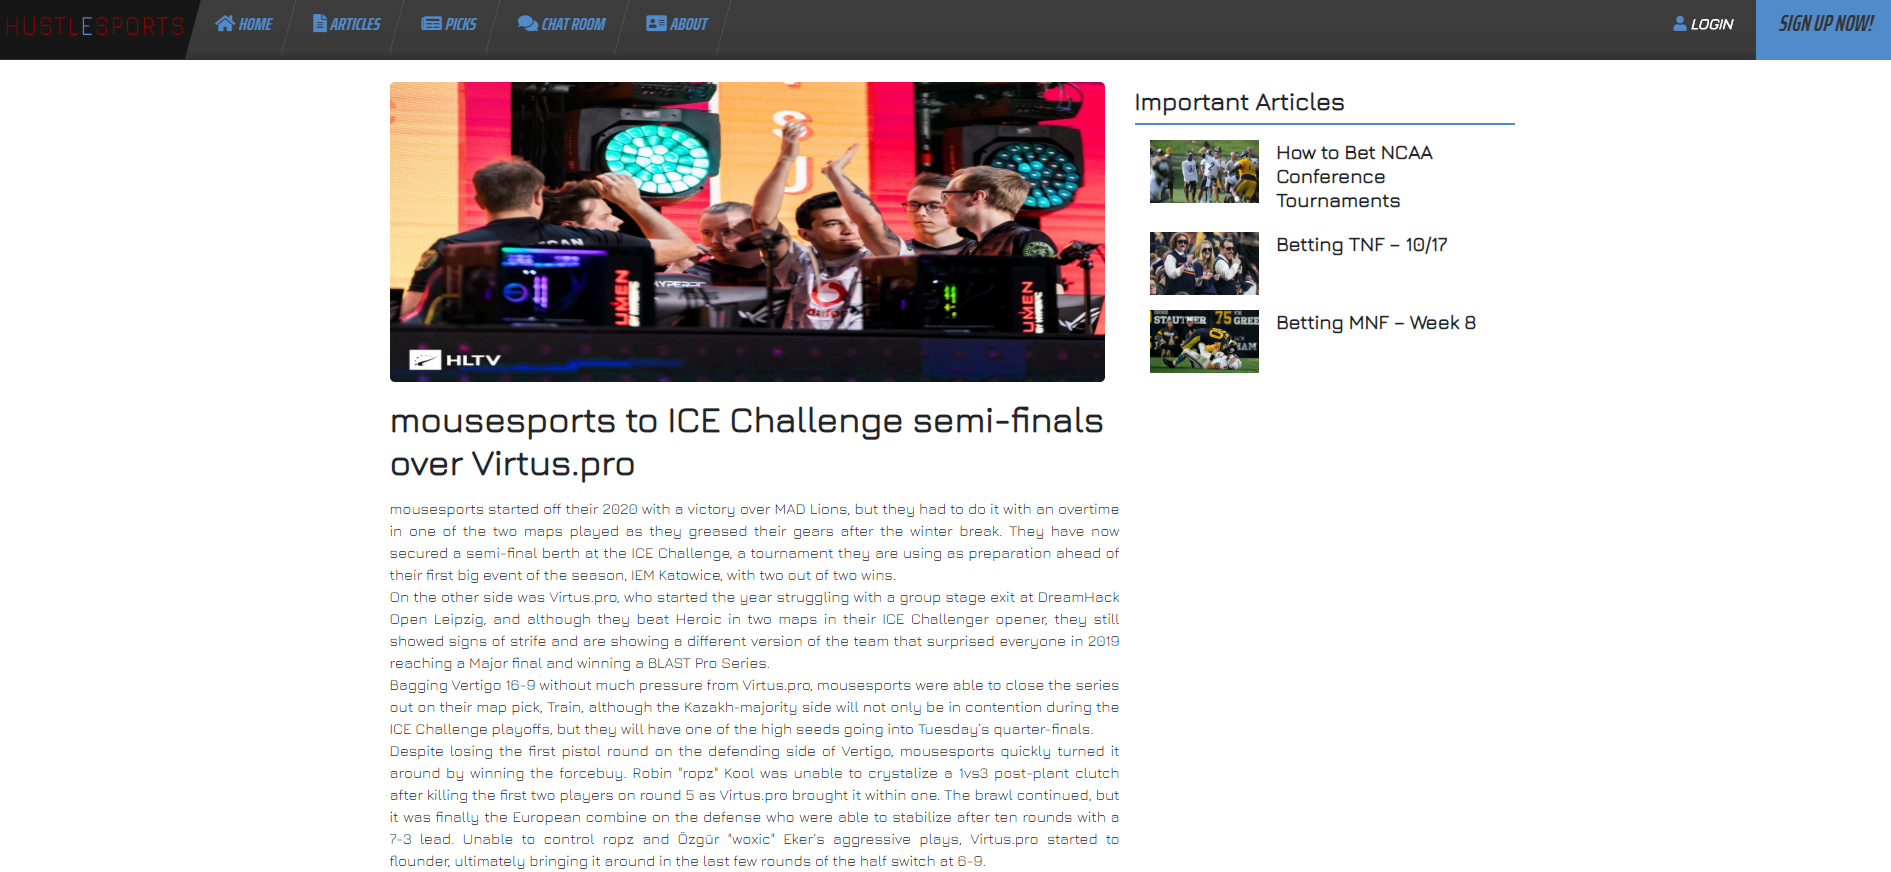 HUSTLESPORTS
HOME
ARTICLES
PICKS
CHAT ROOM
ABOUT
LOGIN
SIGN UP NOW!
HLTV
mousesports to ICE Challenge semi-finals
over Virtus.pro
mousesports started off their 2020 with a victory over MAD Lions, but they had to do it with an overtime
in one of the two maps played as they greased their gears after the winter break. They have now
secured a semi-final berth at the ICE Challenge, a tournament they are using as preparation ahead of
their first big event of the season, IEM Katowice, with two out of two wins.
On the other side was Virtus.pro, who started the year struggling with a group stage exit at DreamHack
Open Leipzig, and although they beat Heroic in two maps in their ICE Challenger opener, they still
showed signs of strife and are showing a different version of the team that surprised everyone in 2019
reaching a Major final and winning a BLAST Pro Series.
Bagging Vertigo 16-9 without much pressure from Virtus.pro, mousesports were able to close the series
out on their map pick, Train, although the Kazakh-majority side will not only be in contention during the
ICE Challenge playoffs, but they will have one of the high seeds going into Tuesday's quarter-finals.
Despite losing the first pistol round on the defending side of Vertigo, mousesports quickly turned it
around by winning the forcebuy. Robin "ropz" Kool was unable to crystalize a 1vs3 post-plant clutch
after killing the first two players on round 5 as Virtus.pro brought it within one. The brawl continued, but
it was finally the European combine on the defense who were able to stabilize after ten rounds with a
7-3 lead. Unable to control ropz and Özgür "woxic" Eker's aggressive plays, Virtus.pro started to
flounder, ultimately bringing it around in the last few rounds of the half switch at 6-9.
Important Articles
How to Bet NCAA
Conference
Tournaments
Betting TNF – 10/17
STAUTNER 75
Betting MNF – Week 8